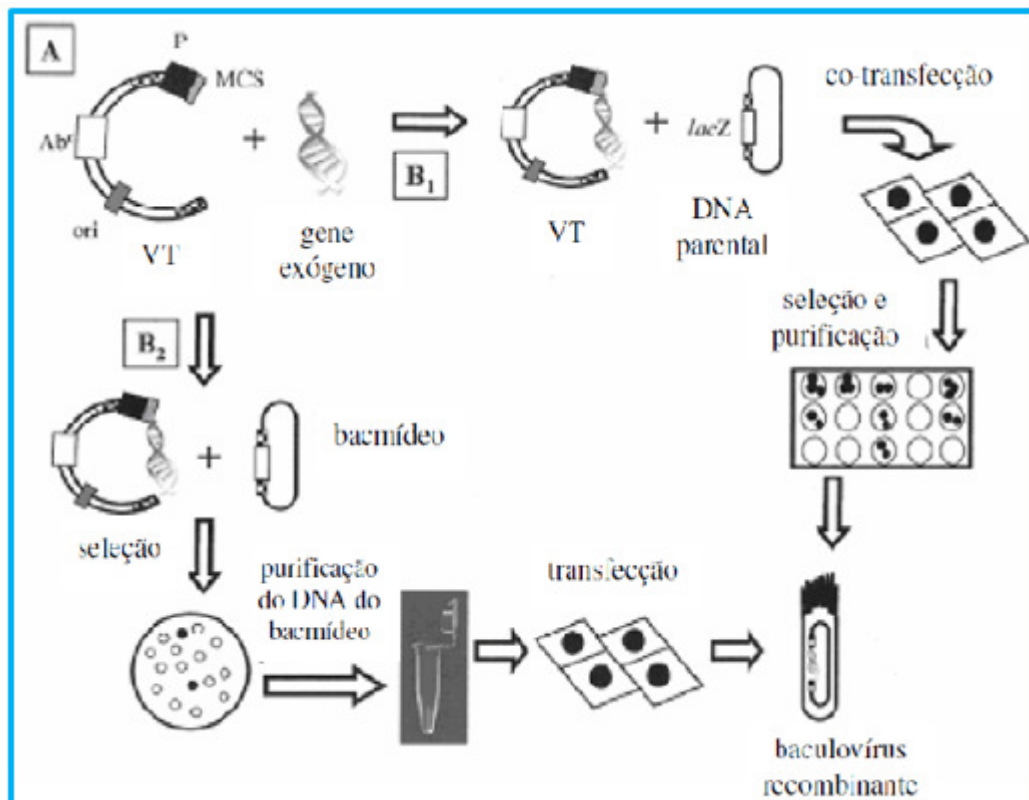 A
P
MCS
Abr
ori
VT
+
gene
exógeno
B1
VT
+
lacZ
DNA
parental
co-transfecção
seleção e
purificação
B2
+
bacmídeo
seleção
purificação
do DNA do
bacmídeo
transfecção
baculovírus
recombinante